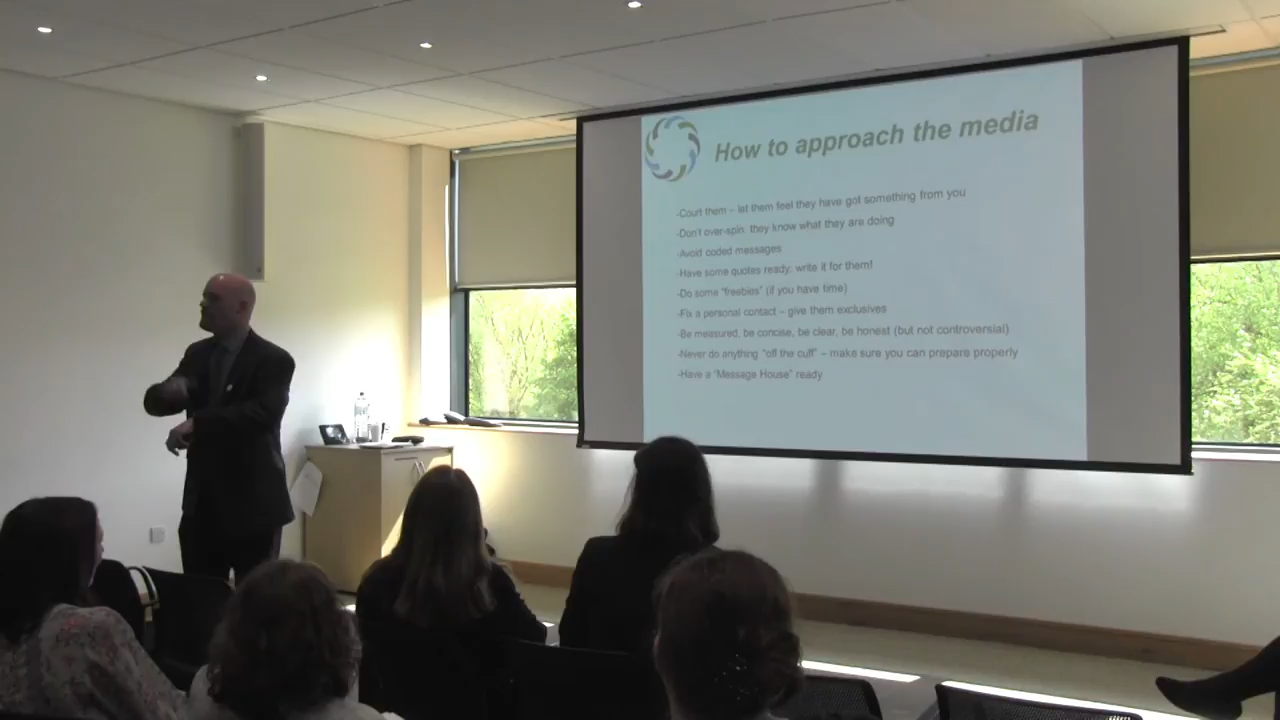 How to approach the media
-Court them – let them feel they have got something from you
-Don't over-spin: they know what they are doing
-Avoid coded messages
-Have some quotes ready: write it for them!
-Do some "freebies" (if you have time)
-Fix a personal contact – give them exclusives
-Be measured, be concise, be clear, be honest (but not controversial)
-Never do anything "off the cuff" – make sure you can prepare properly
-Have a "Message House" ready